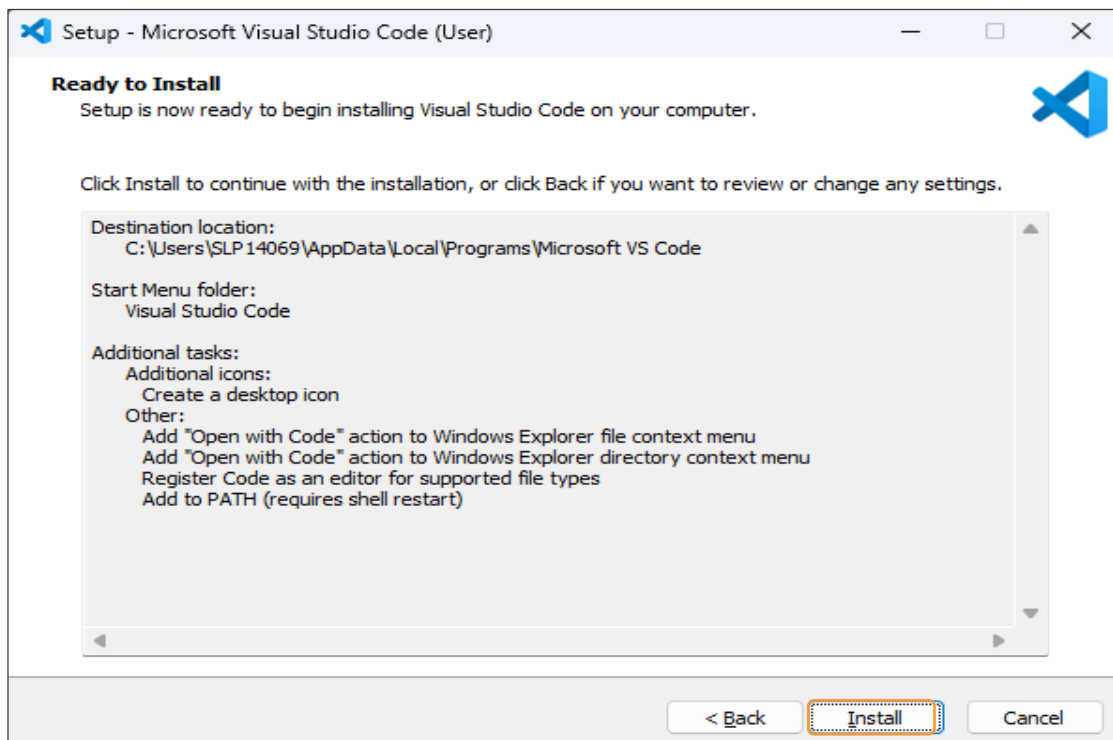 Setup - Microsoft Visual Studio Code (User)
Ready to Install
Setup is now ready to begin installing Visual Studio Code on your computer.
Click Install to continue with the installation, or click Back if you want to review or change any settings.
Destination location:
C:\Users\SLP14069\AppData\Local\Programs\Microsoft VS Code
Start Menu folder:
Visual Studio Code
Additional tasks:
Additional icons:
Create a desktop icon
Other:
Add "Open with Code" action to Windows Explorer file context menu
Add "Open with Code" action to Windows Explorer directory context menu
Register Code as an editor for supported file types
Add to PATH (requires shell restart)
< Back
Install
Cancel